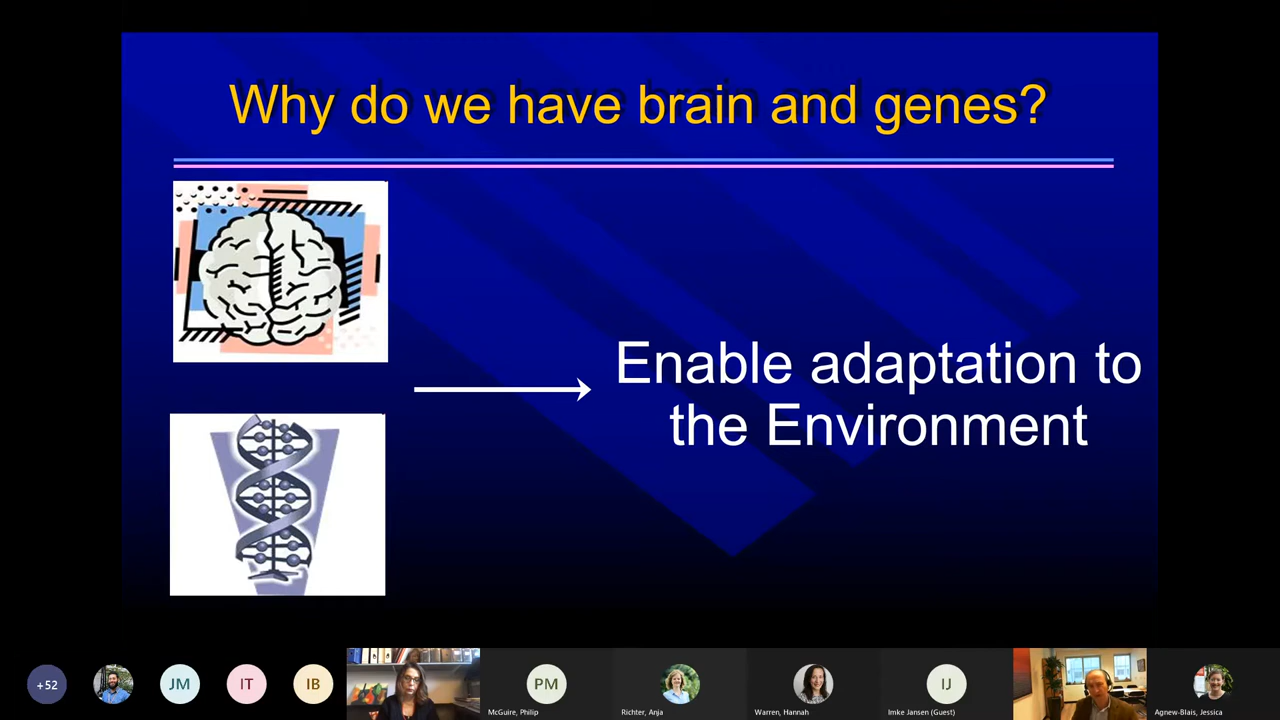 Why do we have brain and genes?
Enable adaptation to
the Environment
+52
JM
IT
IB
PM
McGuire, Philip
Richter, Anja
Warren, Hannah
IJ
Imke Jansen (Guest)
Agnew-Blais, Jessica